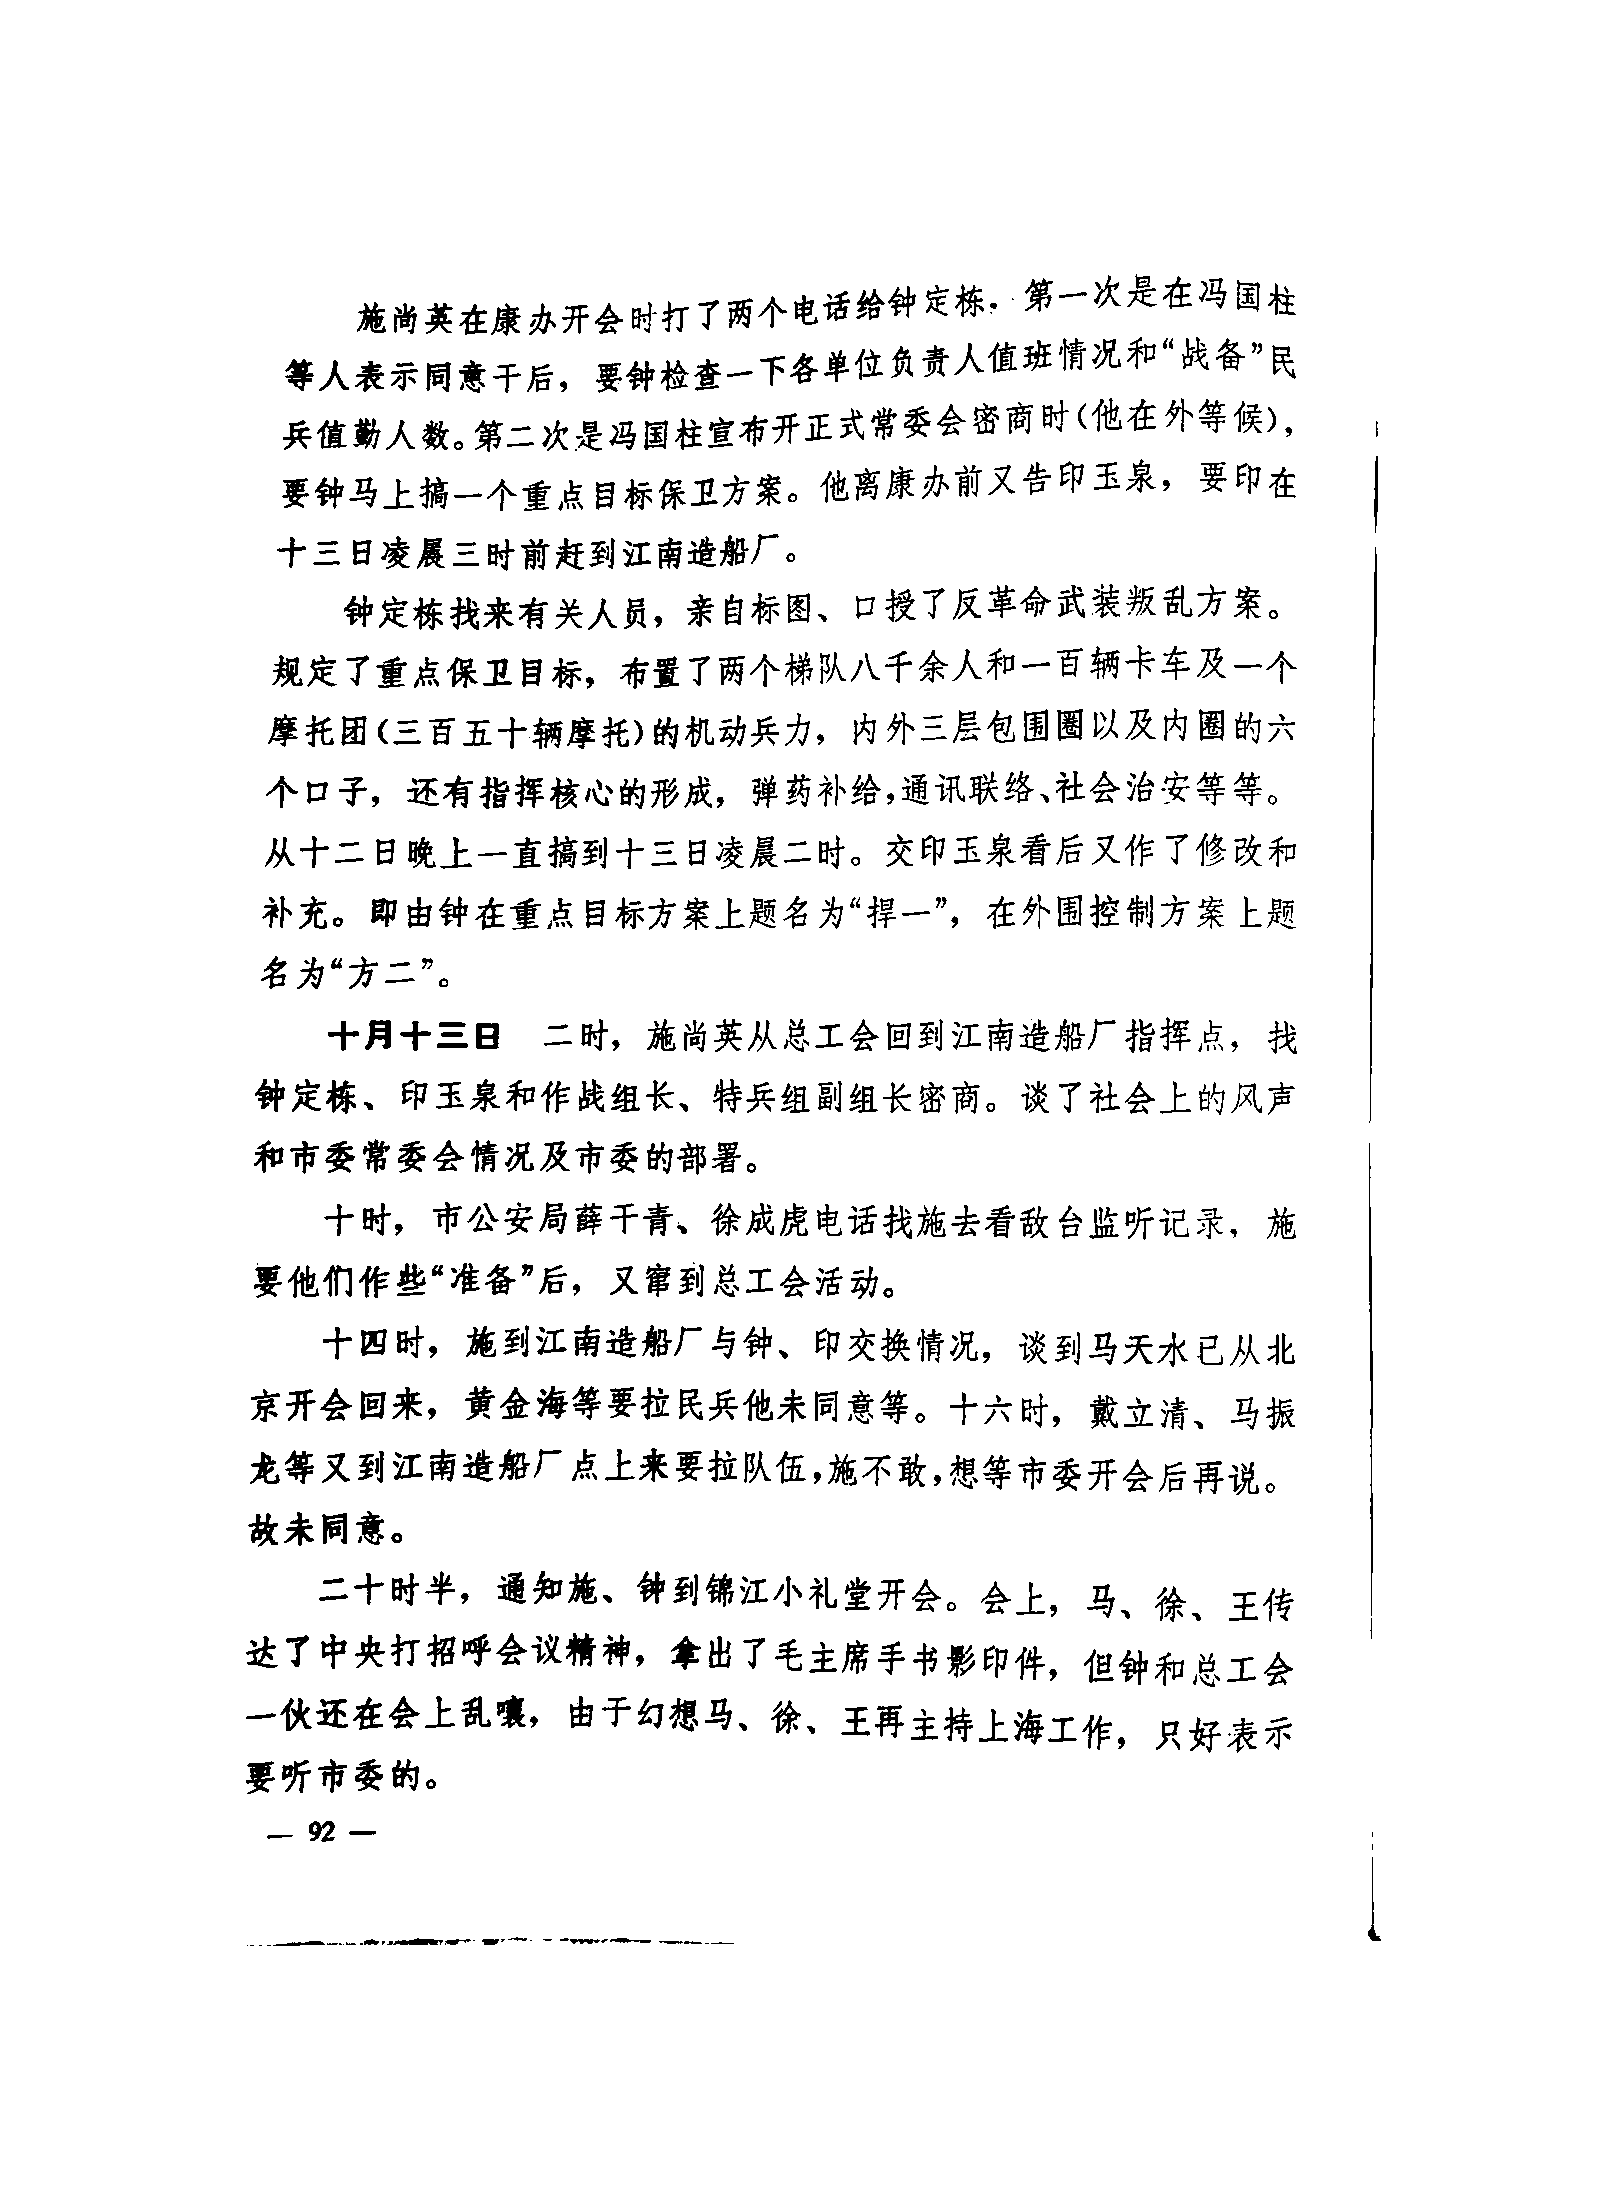 施尚英在康办开会时打了两个电话给钟定栋.第一次是在冯国柱
等人表示同意干后，要钟检查一下各单位负责人值班情况和“战备”民
兵值勤人数。第二次是冯国柱宣布开正式常委会密商时(他在外等候)，
要钟马上搞一个重点目标保卫方案。他离康办前又告印玉泉，要印在
十三日凌晨三时前赶到江南造船厂。
钟定栋找来有关人员，亲自标图、口授了反革命武装叛乱方案。
规定了重点保卫目标，布置了两个梯队八千余人和一百辆卡车及一个
摩托团(三百五十辆摩托)的机动兵力，内外三层包围圈以及内圈的六
个口子，还有指挥核心的形成，弹药补给,通讯联络、社会治安等等。
从十二日晚上一直搞到十三日凌晨二时。交印玉泉看后又作了修改和
补充。即由钟在重点目标方案上题名为“捍一”，在外围控制方案上题
名为“方二”。
十月十三日　二时，施尚英从总工会回到江南造船厂指挥点，找
钟定栋、印玉泉和作战组长、特兵组副组长密商。谈了社会上的风声
和市委常委会情况及市委的部署。
十时，市公安局薛干青、徐成虎电话找施去看敌台监听记录，施
要他们作些“准备”后，又窜到总工会活动。
十四时，施到江南造船厂与钟、印交换情况，谈到马天水已从北
京开会回来，黄金海等要拉民兵他未同意等。十六时，戴立清、马振
龙等又到江南造船厂点上来要拉队伍,施不敢,想等市委开会后再说。
故未同意。
二十时半，通知施、钟到锦江小礼堂开会。会上，马、徐、王传
达了中央打招呼会议精神，拿出了毛主席手书影印件，但钟和总工会
一伙还在会上乱嚷，由于幻想马、徐、王再主持上海工作，只好表示
要听市委的。
— 92 —